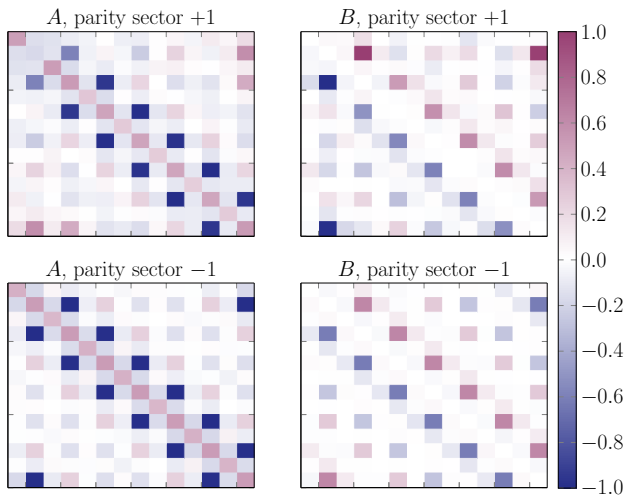 A, parity sector +1
B, parity sector +1
1.0
0.8
0.6
0.4
0.2
0.0
−0.2
−0.4
−0.6
−0.8
−1.0
A, parity sector −1
B, parity sector −1